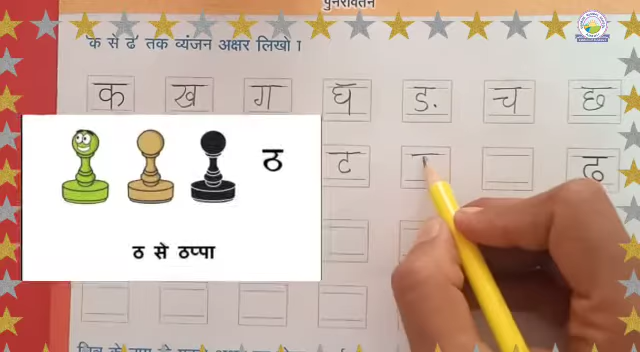 पुनरावर्तन
'क से ढ' तक व्यंजन अक्षर लिखो ।
क ख ग घ ङ च छ
ट ढ
ठ
ठ से ठप्पा